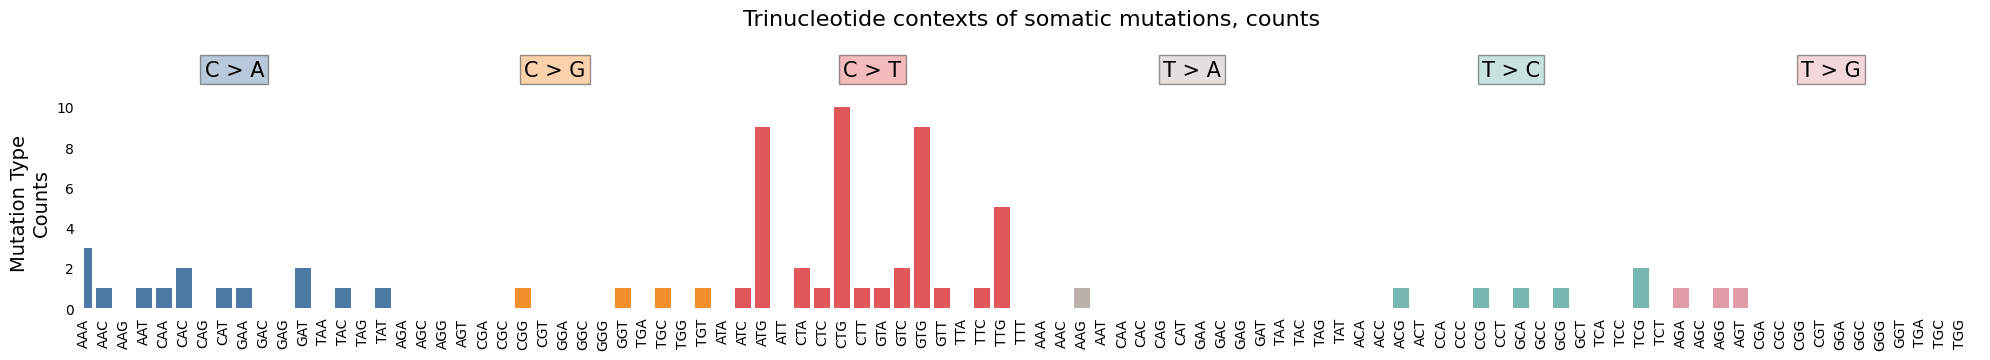 Trinucleotide contexts of somatic mutations, counts
C > A C > G C > T T > A T > C T > G
Mutation Type
Counts
10
8
6
4
2
0
AAA AAC AAG AAT CAA CAC CAG CAT GAA GAC GAG GAT TAA TAC TAG TAT AGA AGC AGG AGT CGA CGC CGG CGT GGA GGC GGG GGT TGA TGC TGG TGT ATA ATC ATG ATT CTA CTC CTG CTT GTA GTC GTG GTT TTA TTC TTG TTT AAA AAC AAG AAT CAA CAC CAG CAT GAA GAC GAG GAT TAA TAC TAG TAT ACA ACC ACG ACT CCA CCC CCG CCT GCA GCC GCG GCT TCA TCC TCG TCT AGA AGC AGG AGT CGA CGC CGG CGT GGA GGC GGG GGT TGA TGC TGG